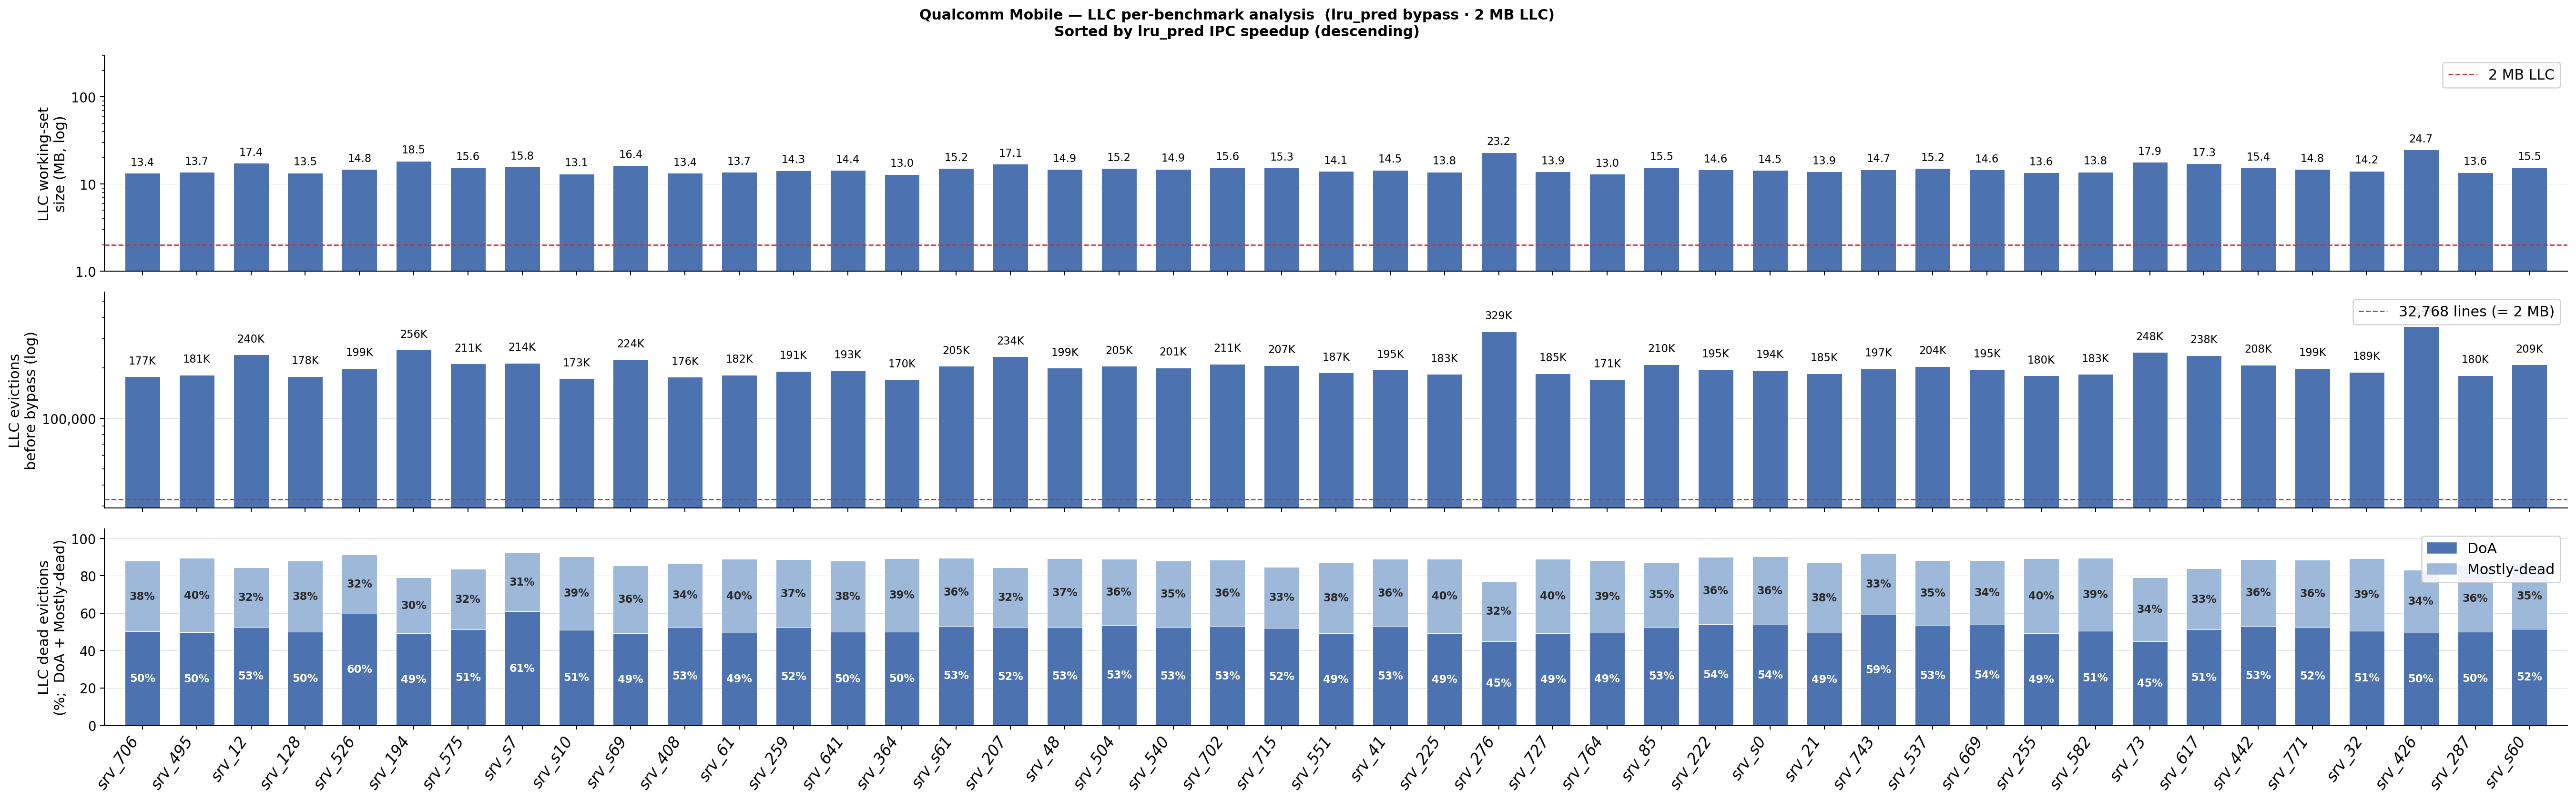 Qualcomm Mobile — LLC per-benchmark analysis  (lru_pred bypass · 2 MB LLC)
Sorted by lru_pred IPC speedup (descending)
LLC working-set
size (MB, log)
100
10
1.0
2 MB LLC
13.4 13.7 17.4 13.5 14.8 18.5 15.6 15.8 13.1 16.4 13.4 13.7 14.3 14.4 13.0 15.2 17.1 14.9 15.2 14.9 15.6 15.3 14.1 14.5 13.8 23.2 13.9 13.0 15.5 14.6 14.5 13.9 14.7 15.2 14.6 13.6 13.8 17.9 17.3 15.4 14.8 14.2 24.7 13.6 15.5
LLC evictions
before bypass (log)
100,000
32,768 lines (= 2 MB)
177K 181K 240K 178K 199K 256K 211K 214K 173K 224K 176K 182K 191K 193K 170K 205K 234K 199K 205K 201K 211K 207K 187K 195K 183K 329K 185K 171K 210K 195K 194K 185K 197K 204K 195K 180K 183K 248K 238K 208K 199K 189K 180K 209K
LLC dead evictions
(%;  DoA + Mostly-dead)
100
80
60
40
20
0
DoA
Mostly-dead
38% 40% 32% 38% 32% 30% 32% 31% 39% 36% 34% 40% 37% 38% 39% 36% 32% 37% 36% 35% 36% 33% 38% 36% 40% 32% 40% 39% 35% 36% 36% 38% 33% 35% 34% 40% 39% 34% 33% 36% 36% 39% 34% 36% 35%
50% 50% 53% 50% 60% 49% 51% 61% 51% 49% 53% 49% 52% 50% 50% 53% 52% 53% 53% 53% 53% 52% 49% 53% 49% 45% 49% 49% 53% 54% 54% 49% 59% 53% 54% 49% 51% 45% 51% 53% 52% 51% 50% 50% 52%
srv_706 srv_495 srv_12 srv_128 srv_526 srv_194 srv_575 srv_s7 srv_s10 srv_s69 srv_408 srv_61 srv_259 srv_641 srv_364 srv_s61 srv_207 srv_48 srv_504 srv_540 srv_702 srv_715 srv_551 srv_41 srv_225 srv_276 srv_727 srv_764 srv_85 srv_222 srv_s0 srv_21 srv_743 srv_537 srv_669 srv_255 srv_582 srv_73 srv_617 srv_442 srv_771 srv_32 srv_426 srv_287 srv_s60